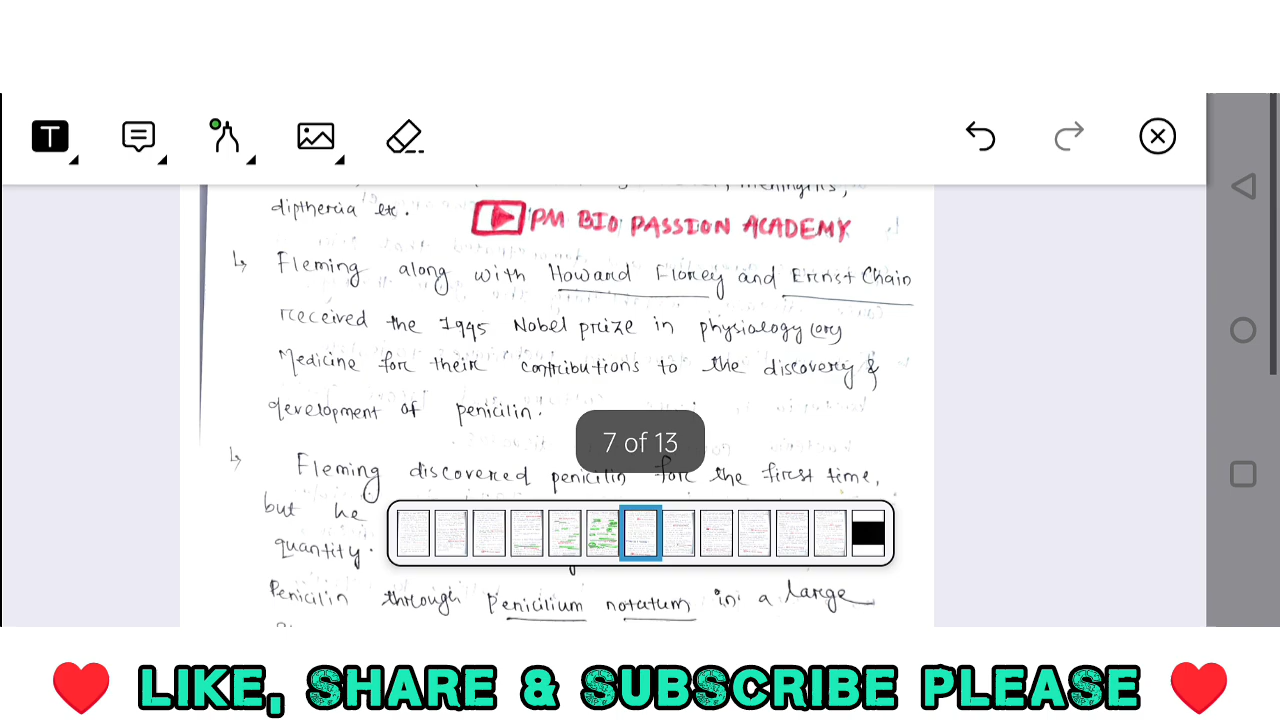 T
meningitis,
diptheria etc.
PM BIO PASSION ACADEMY
↳ Fleming along with Howard Florey and Ernst Chain
received the 1945 Nobel prize in physialogy (or)
Medicine for their contributions to the discovery &
development of penicilin.
↳ Fleming discovered penicilin for the first time,
but he
quantity.
Penicilin through Penicilium notatum in a large
7 of 13
LIKE, SHARE & SUBSCRIBE PLEASE